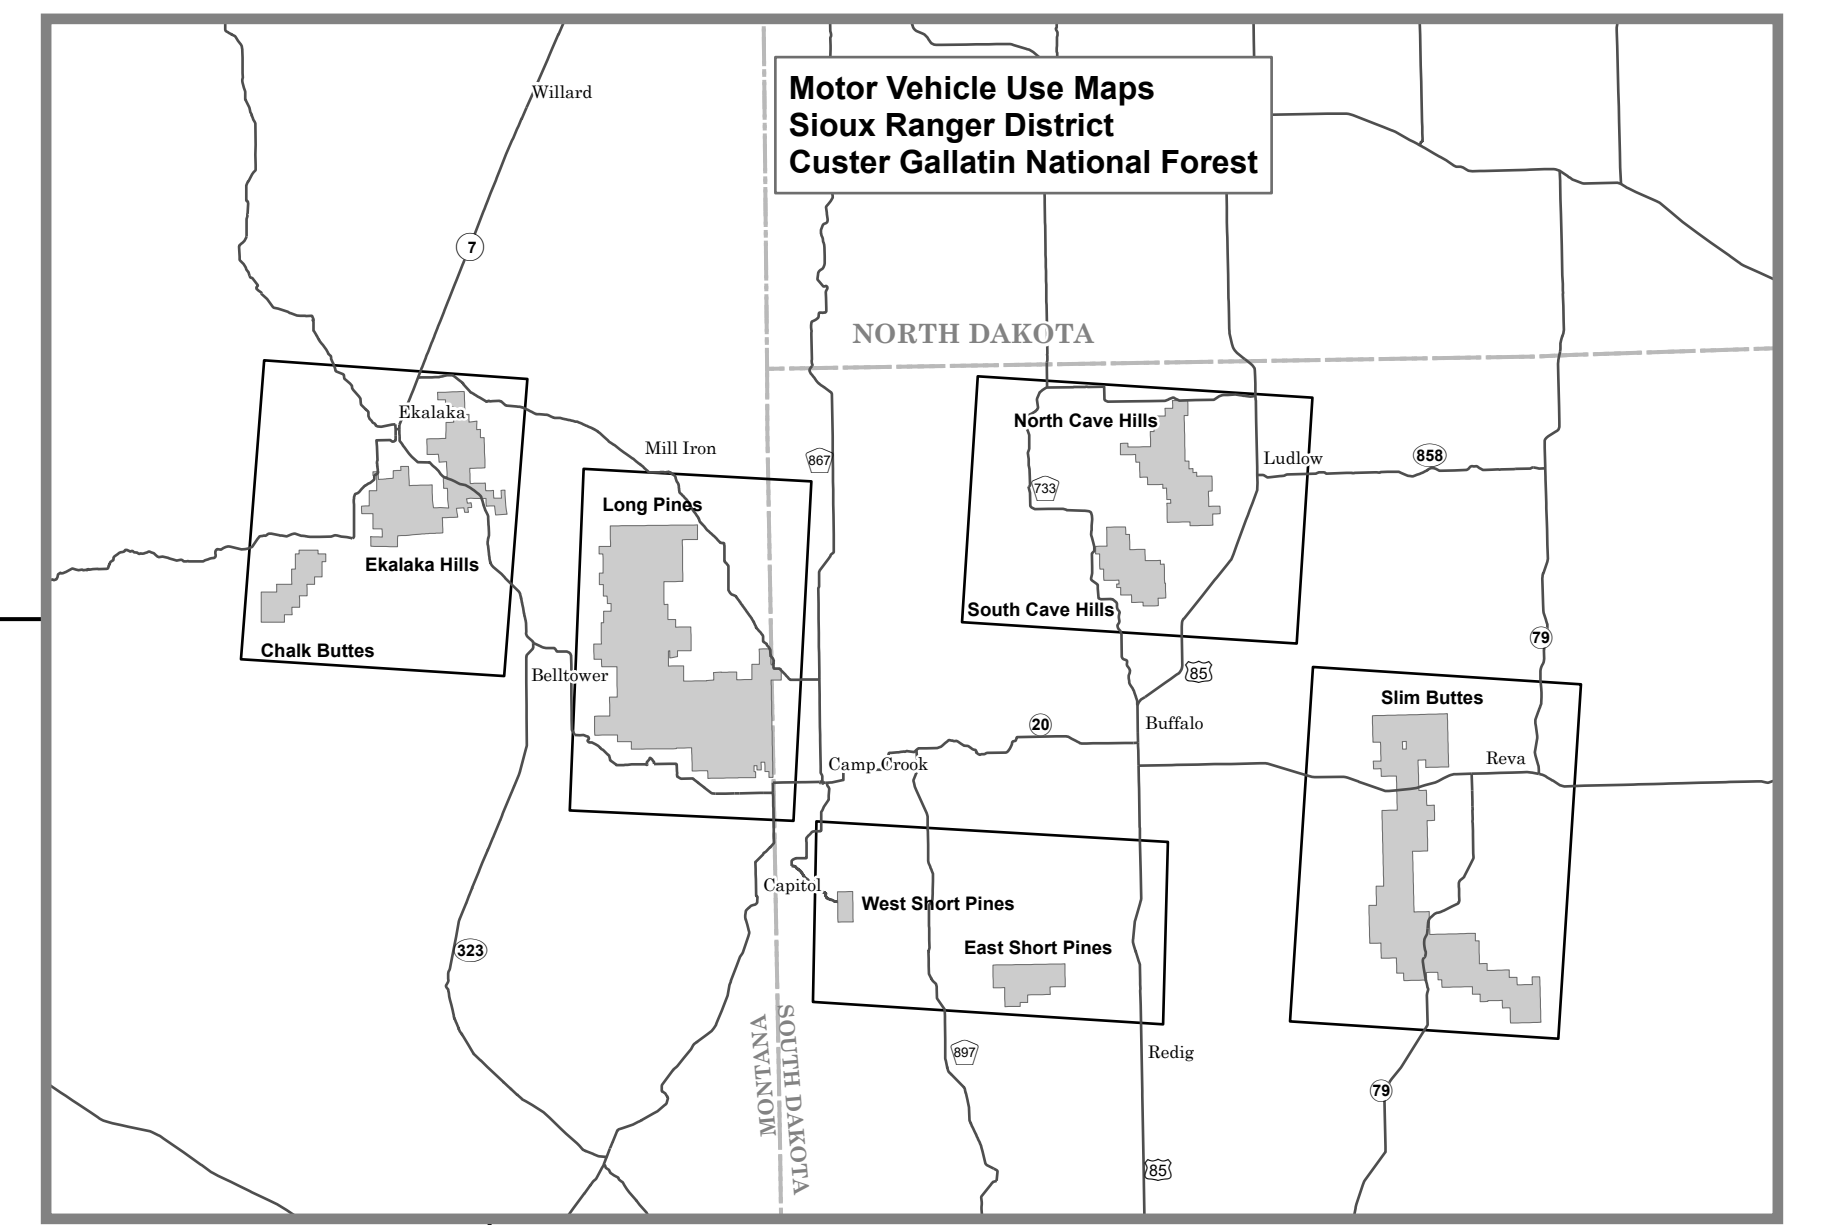 Willard
Motor Vehicle Use Maps
Sioux Ranger District
Custer Gallatin National Forest
7
NORTH DAKOTA
Ekalaka
North Cave Hills
Mill Iron
867
Ludlow
858
733
Long Pines
Ekalaka Hills
South Cave Hills
79
Chalk Buttes
Belltower
85
Slim Buttes
20
Buffalo
Camp Crook
Reva
Capitol
West Short Pines
323
East Short Pines
MONTANA
SOUTH DAKOTA
897
Redig
79
85